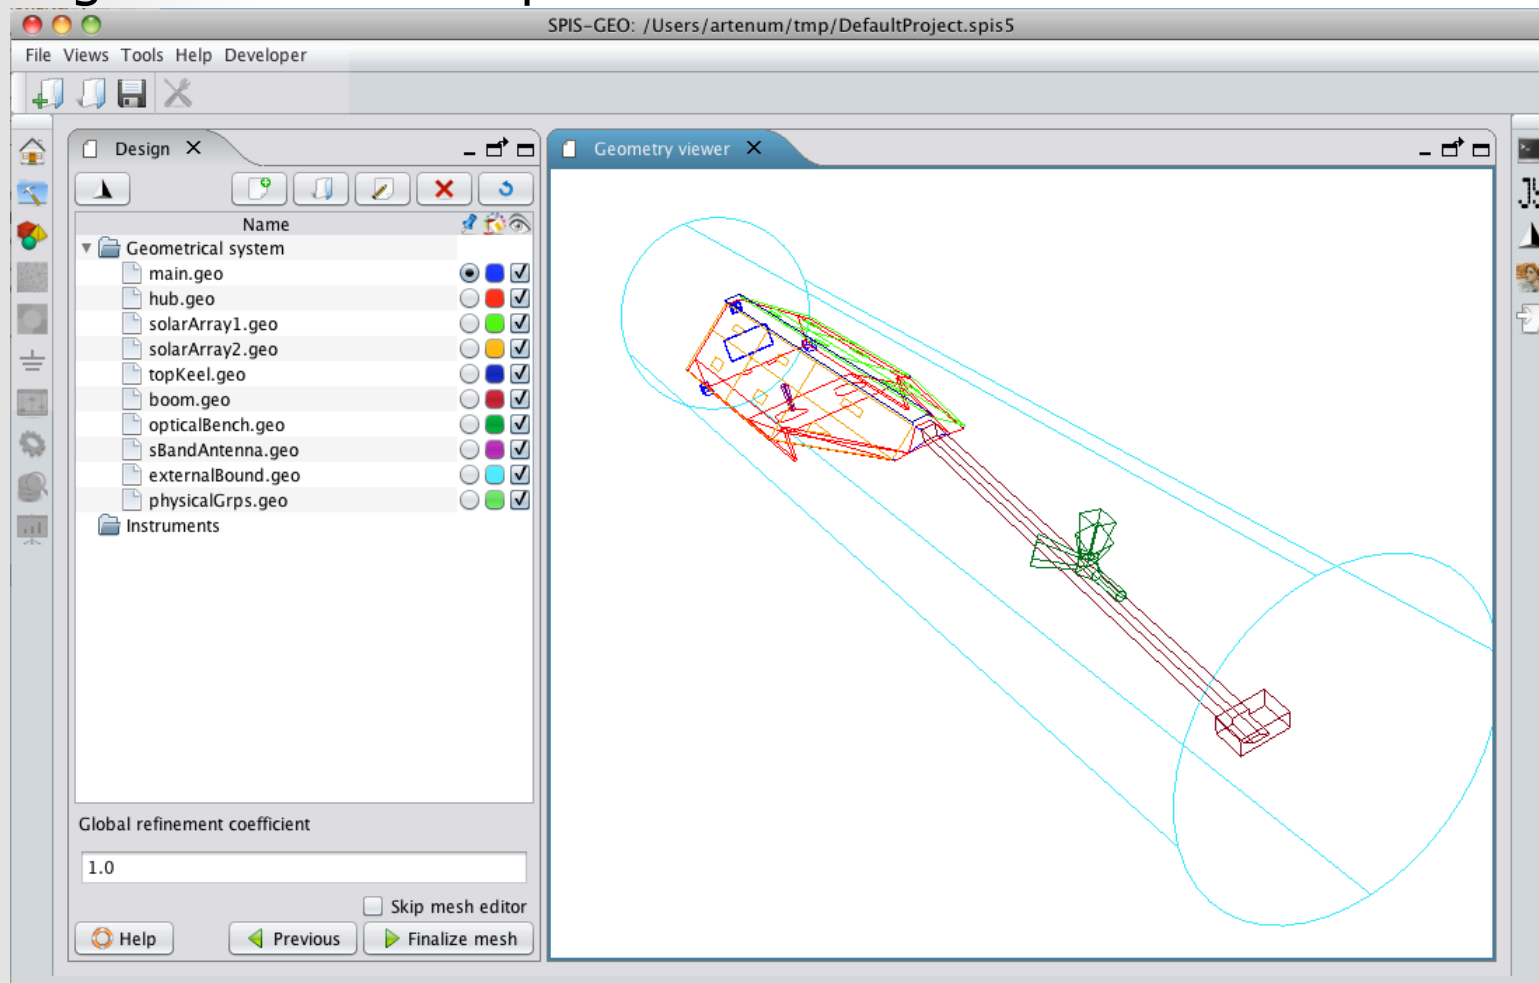 SPIS-GEO: /Users/artenum/tmp/DefaultProject.spis5
File Views Tools Help Developer
Design
Geometry viewer
Name
Geometrical system
main.geo
hub.geo
solarArray1.geo
solarArray2.geo
topKeel.geo
boom.geo
opticalBench.geo
sBandAntenna.geo
externalBound.geo
physicalGrps.geo
Instruments
Global refinement coefficient
1.0
Skip mesh editor
Help
Previous
Finalize mesh